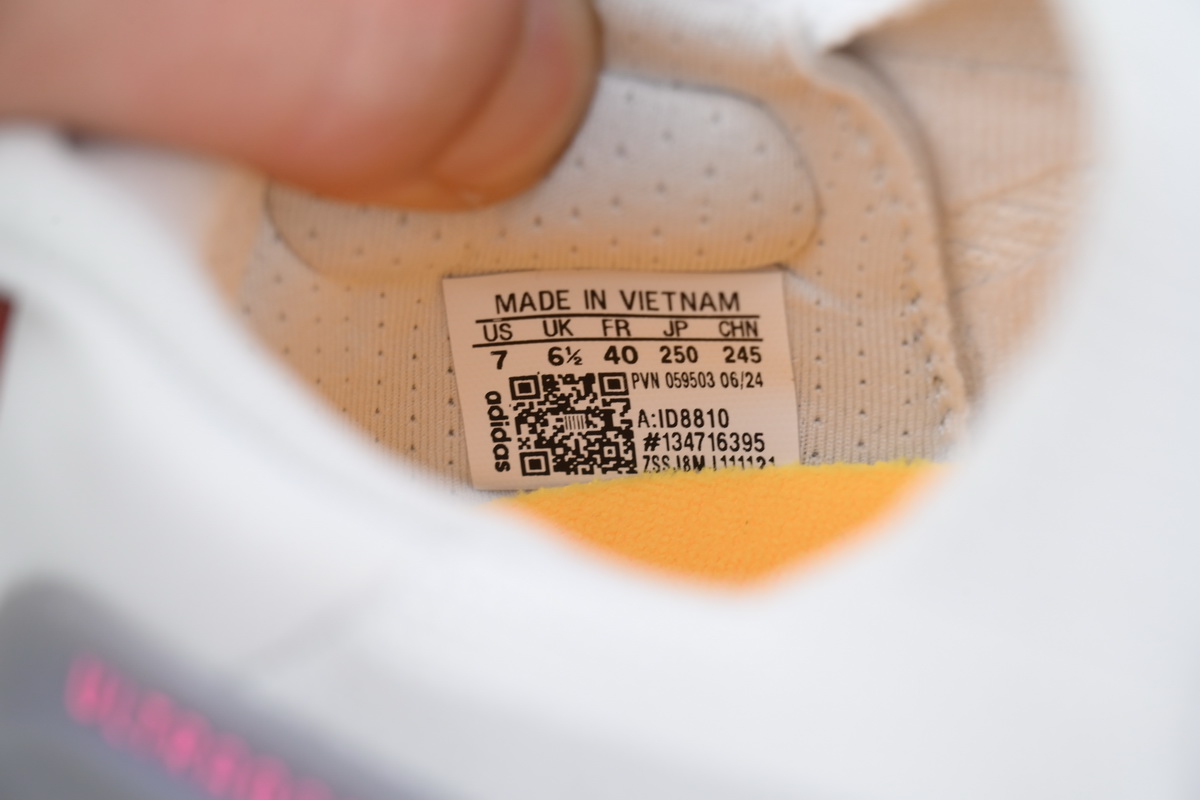 MADE IN VIETNAM
US UK FR JP CHN
7 6½ 40 250 245
PVN 059503 06/24
adidas
A:ID8810
#134716395